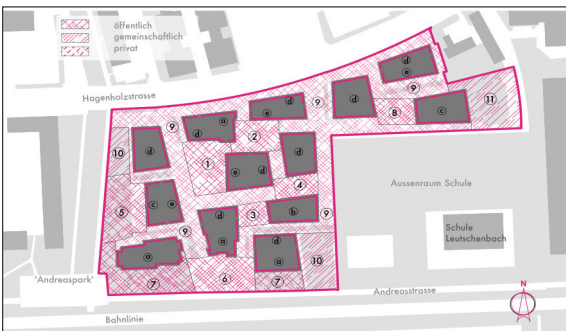 öffentlich
gemeinschaftlich
privat
Hagenholzstrasse
d
e
9
d
d
e
9
a
d
9
8
c
11
10
d
1
2
d
e d
4
Aussenraum Schule
5
c e
3
b
9
9
d
a
d
a
a
10
Schule
Leutschenbach
7
6
7
'Andreaspark'
Andreasstrasse
Bahnlinie
N